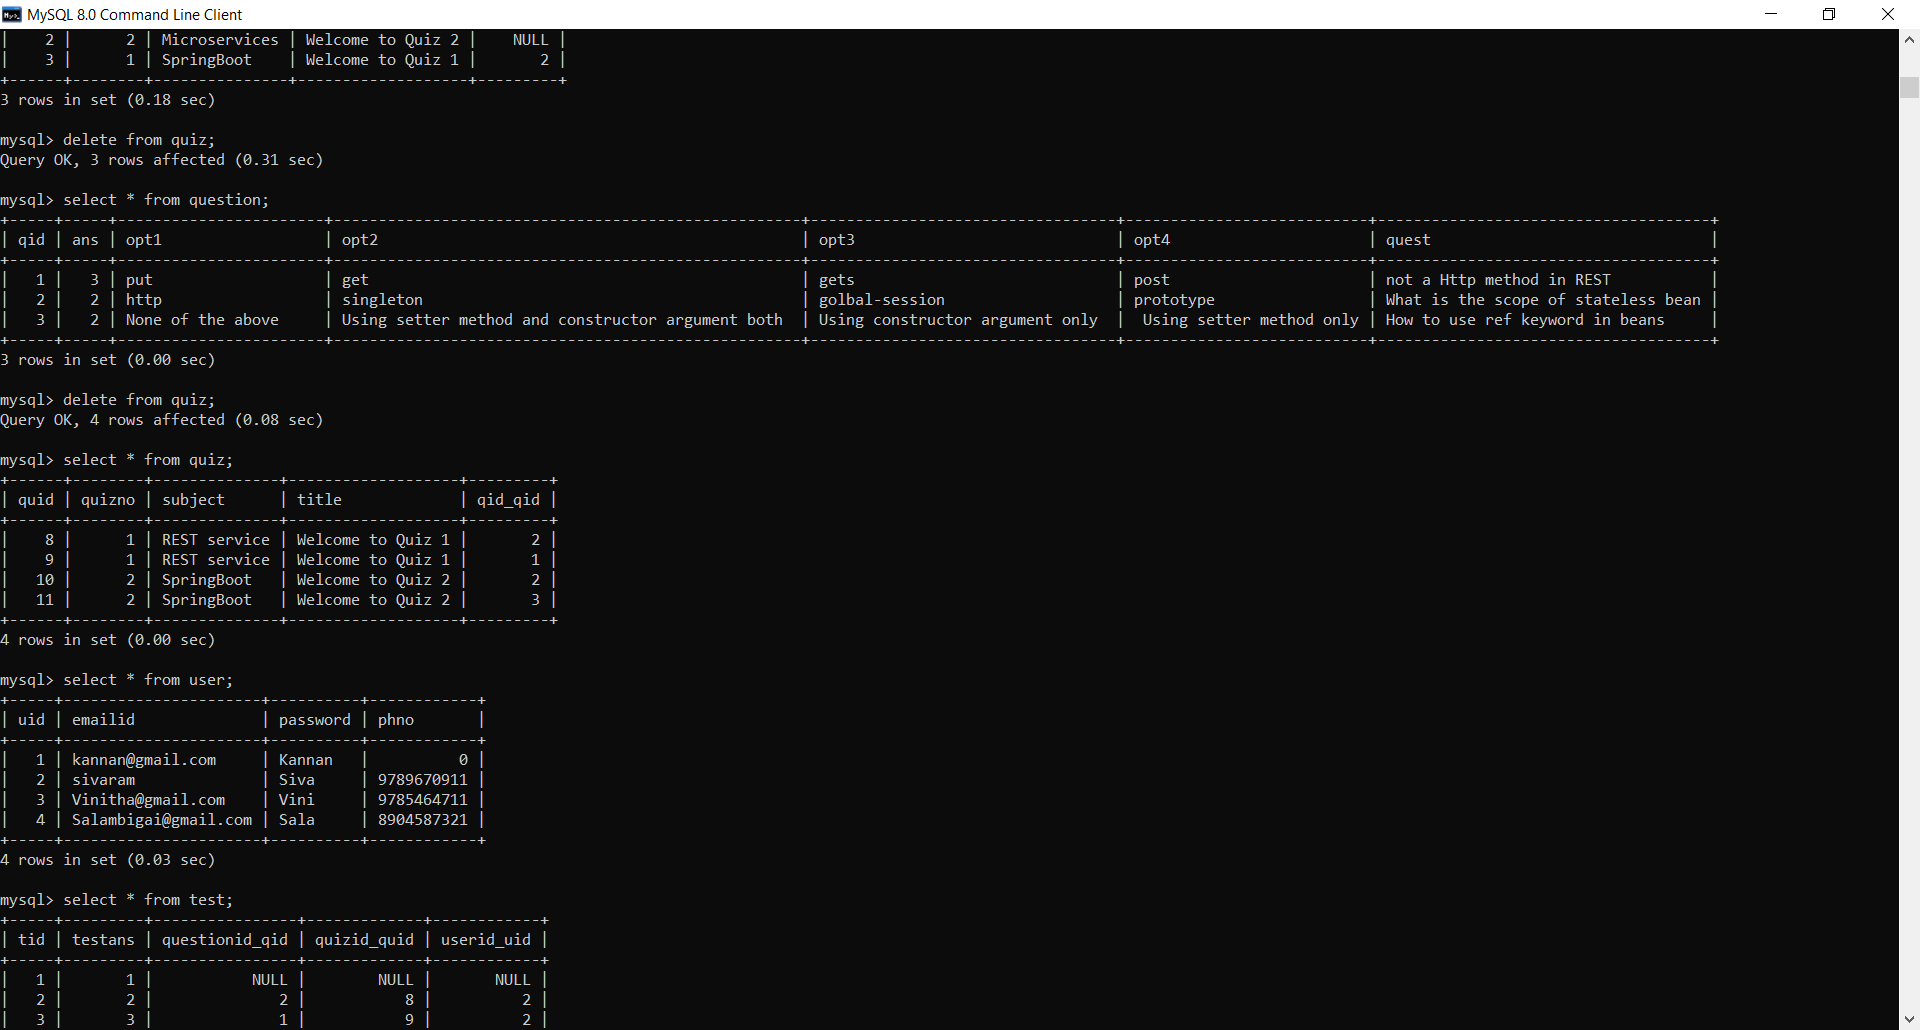 MySQL 8.0 Command Line Client
|    2 |      2 | Microservices | Welcome to Quiz 2 |    NULL |
|    3 |      1 | SpringBoot    | Welcome to Quiz 1 |       2 |
+------+--------+---------------+-------------------+---------+
3 rows in set (0.18 sec)
mysql> delete from quiz;
Query OK, 3 rows affected (0.31 sec)
mysql> select * from question;
+-----+-----+-----------------------+----------------------------------------------------+----------------------------------+---------------------------+-------------------------------------+
| qid | ans | opt1                  | opt2                                               | opt3                             | opt4                      | quest                               |
+-----+-----+-----------------------+----------------------------------------------------+----------------------------------+---------------------------+-------------------------------------+
|   1 |   3 | put                   | get                                                | gets                             | post                      | not a Http method in REST           |
|   2 |   2 | http                  | singleton                                          | golbal-session                   | prototype                 | What is the scope of stateless bean |
|   3 |   2 | None of the above     | Using setter method and constructor argument both  | Using constructor argument only  |  Using setter method only | How to use ref keyword in beans     |
+-----+-----+-----------------------+----------------------------------------------------+----------------------------------+---------------------------+-------------------------------------+
3 rows in set (0.00 sec)
mysql> delete from quiz;
Query OK, 4 rows affected (0.08 sec)
mysql> select * from quiz;
+------+--------+--------------+-------------------+---------+
| quid | quizno | subject      | title             | qid_qid |
+------+--------+--------------+-------------------+---------+
|    8 |      1 | REST service | Welcome to Quiz 1 |       2 |
|    9 |      1 | REST service | Welcome to Quiz 1 |       1 |
|   10 |      2 | SpringBoot   | Welcome to Quiz 2 |       2 |
|   11 |      2 | SpringBoot   | Welcome to Quiz 2 |       3 |
+------+--------+--------------+-------------------+---------+
4 rows in set (0.00 sec)
mysql> select * from user;
+-----+----------------------+----------+------------+
| uid | emailid              | password | phno       |
+-----+----------------------+----------+------------+
|   1 | kannan@gmail.com     | Kannan   |          0 |
|   2 | sivaram              | Siva     | 9789670911 |
|   3 | Vinitha@gmail.com    | Vini     | 9785464711 |
|   4 | Salambigai@gmail.com | Sala     | 8904587321 |
+-----+----------------------+----------+------------+
4 rows in set (0.03 sec)
mysql> select * from test;
+-----+---------+----------------+-------------+------------+
| tid | testans | questionid_qid | quizid_quid | userid_uid |
+-----+---------+----------------+-------------+------------+
|   1 |       1 |           NULL |        NULL |       NULL |
|   2 |       2 |              2 |           8 |          2 |
|   3 |       3 |              1 |           9 |          2 |